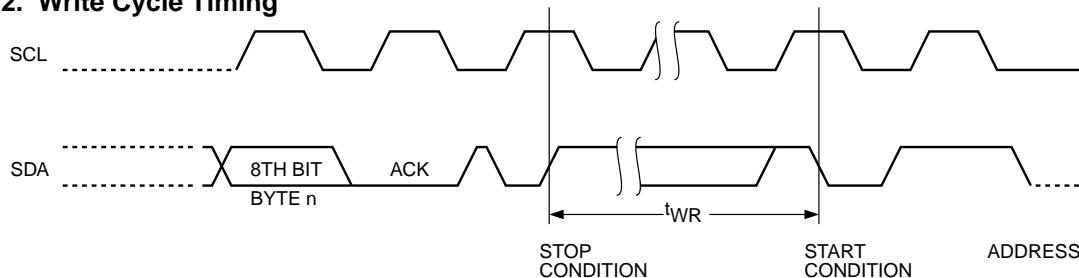 2. Write Cycle Timing
SCL
SDA
8TH BIT
ACK
BYTE n
tWR
STOP
CONDITION
START
CONDITION
ADDRESS